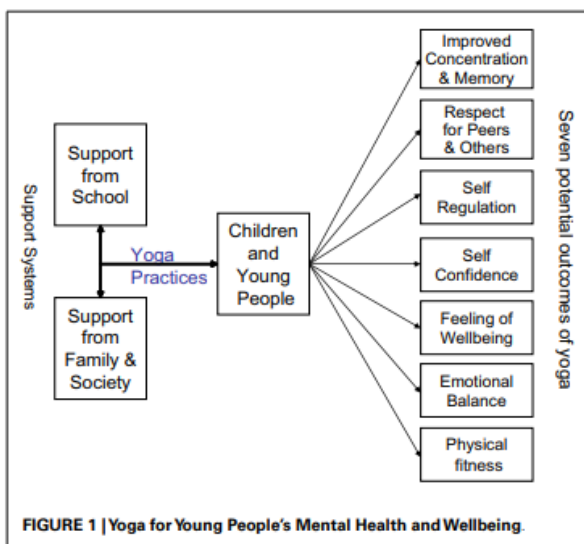 Support Systems
Support
from
School
Support
from
Family &
Society
Yoga
Practices
Children
and
Young
People
Improved
Concentration
& Memory
Respect
for Peers
& Others
Self
Regulation
Self
Confidence
Feeling of
Wellbeing
Emotional
Balance
Physical
fitness
Seven potential outcomes of yoga
FIGURE 1 | Yoga for Young People's Mental Health and Wellbeing.